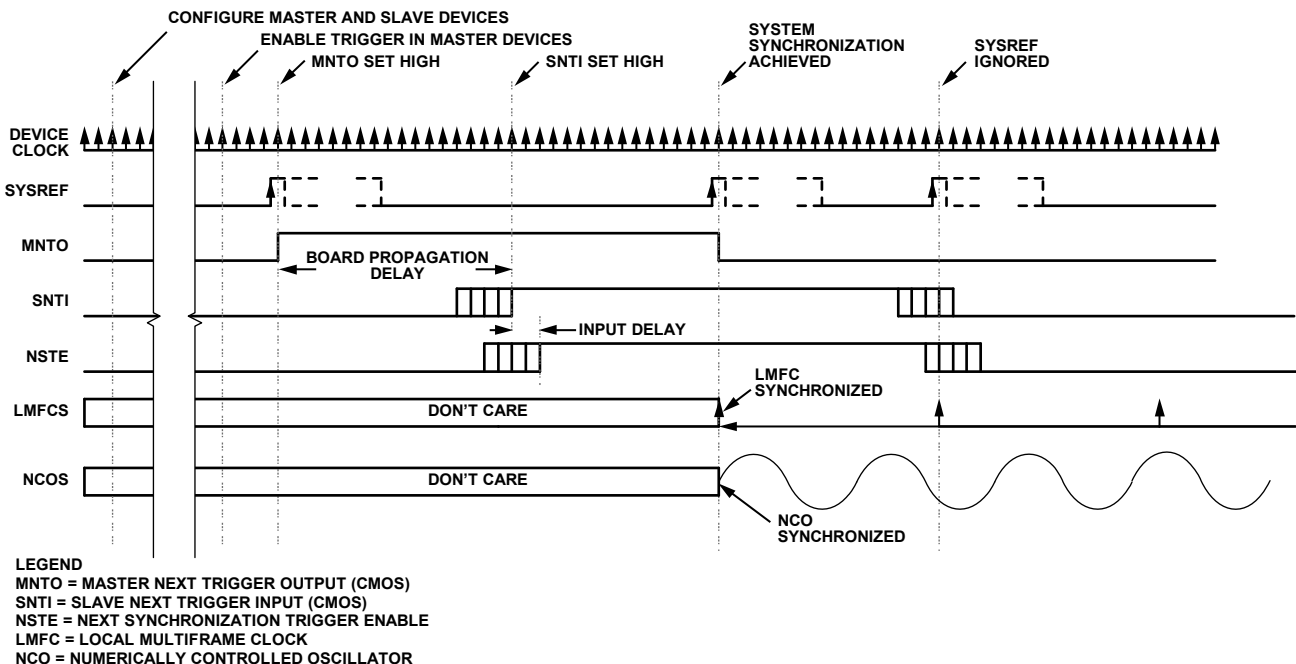 CONFIGURE MASTER AND SLAVE DEVICES
ENABLE TRIGGER IN MASTER DEVICES
MNTO SET HIGH
SNTI SET HIGH
SYSTEM
SYNCHRONIZATION
ACHIEVED
SYSREF
IGNORED
DEVICE
CLOCK
SYSREF
MNTO
BOARD PROPAGATION
DELAY
SNTI
INPUT DELAY
NSTE
LMFC
SYNCHRONIZED
LMFCS
DON'T CARE
NCOS
DON'T CARE
NCO
SYNCHRONIZED
LEGEND
MNTO = MASTER NEXT TRIGGER OUTPUT (CMOS)
SNTI = SLAVE NEXT TRIGGER INPUT (CMOS)
NSTE = NEXT SYNCHRONIZATION TRIGGER ENABLE
LMFC = LOCAL MULTIFRAME CLOCK
NCO = NUMERICALLY CONTROLLED OSCILLATOR